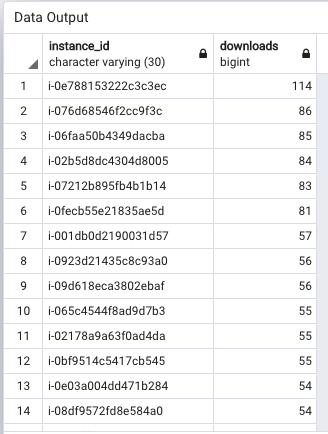 Data Output
instance_id downloads
character varying (30) bigint
1 i-0e788153222c3c3ec 114
2 i-076d68546f2cc9f3c 86
3 i-06faa50b4349dacba 85
4 i-02b5d8dc4304d8005 84
5 i-07212b895fb4b1b14 83
6 i-0fecb55e21835ae5d 81
7 i-001db0d2190031d57 57
8 i-0923d21435c8c93a0 56
9 i-09d618eca3802ebaf 56
10 i-065c4544f8ad9d7b3 55
11 i-02178a9a63f0ad4da 55
12 i-0bf9514c5417cb545 55
13 i-0e03a004dd471b284 54
14 i-08df9572fd8e584a0 54